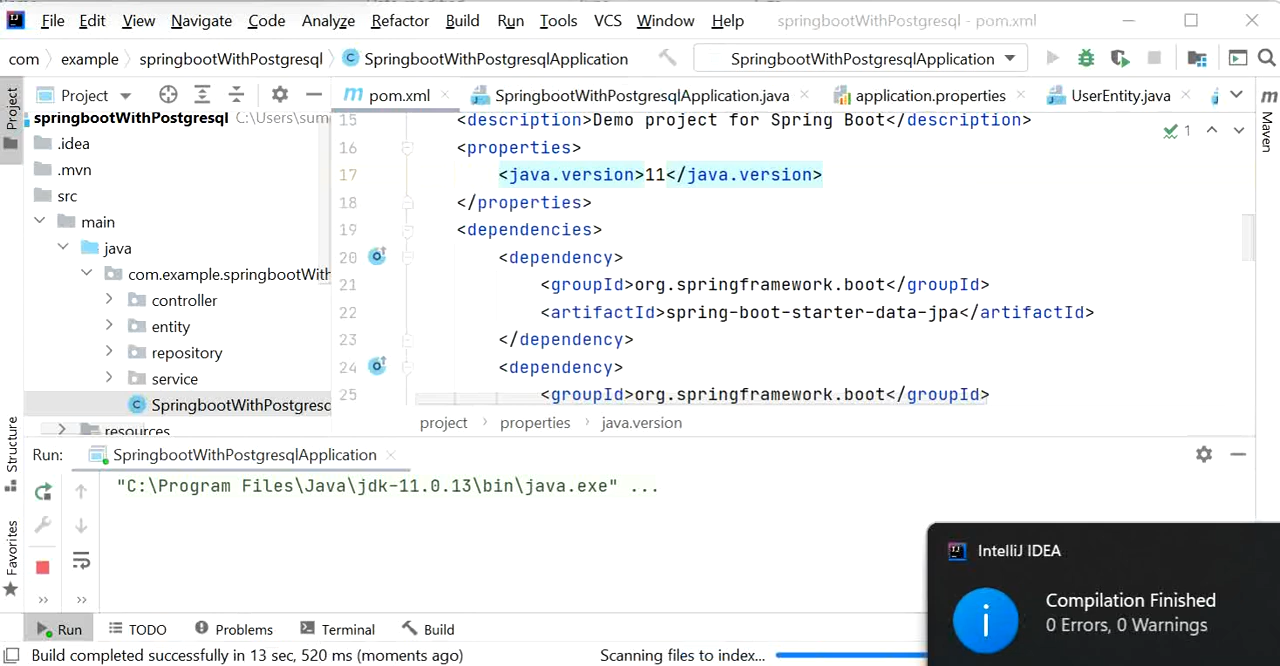 File Edit View Navigate Code Analyze Refactor Build Run Tools VCS Window Help springbootWithPostgresql - pom.xml
com example springbootWithPostgresql SpringbootWithPostgresqlApplication SpringbootWithPostgresqlApplication
Project pom.xml SpringbootWithPostgresqlApplication.java application.properties UserEntity.java
Project
Maven
springbootWithPostgresql C:\Users\sum
.idea
.mvn
src
main
java
com.example.springbootWith
controller
entity
repository
service
SpringbootWithPostgresc
resources
15 <description>Demo project for Spring Boot</description>
16 <properties>
17 <java.version>11</java.version>
18 </properties>
19 <dependencies>
20 <dependency>
21 <groupId>org.springframework.boot</groupId>
22 <artifactId>spring-boot-starter-data-jpa</artifactId>
23 </dependency>
24 <dependency>
25 <groupId>org.springframework.boot</groupId>
1
project properties java.version
Structure
Favorites
Run: SpringbootWithPostgresqlApplication
"C:\Program Files\Java\jdk-11.0.13\bin\java.exe" ...
IntelliJ IDEA
Compilation Finished
0 Errors, 0 Warnings
Run TODO Problems Terminal Build
Build completed successfully in 13 sec, 520 ms (moments ago) Scanning files to index...